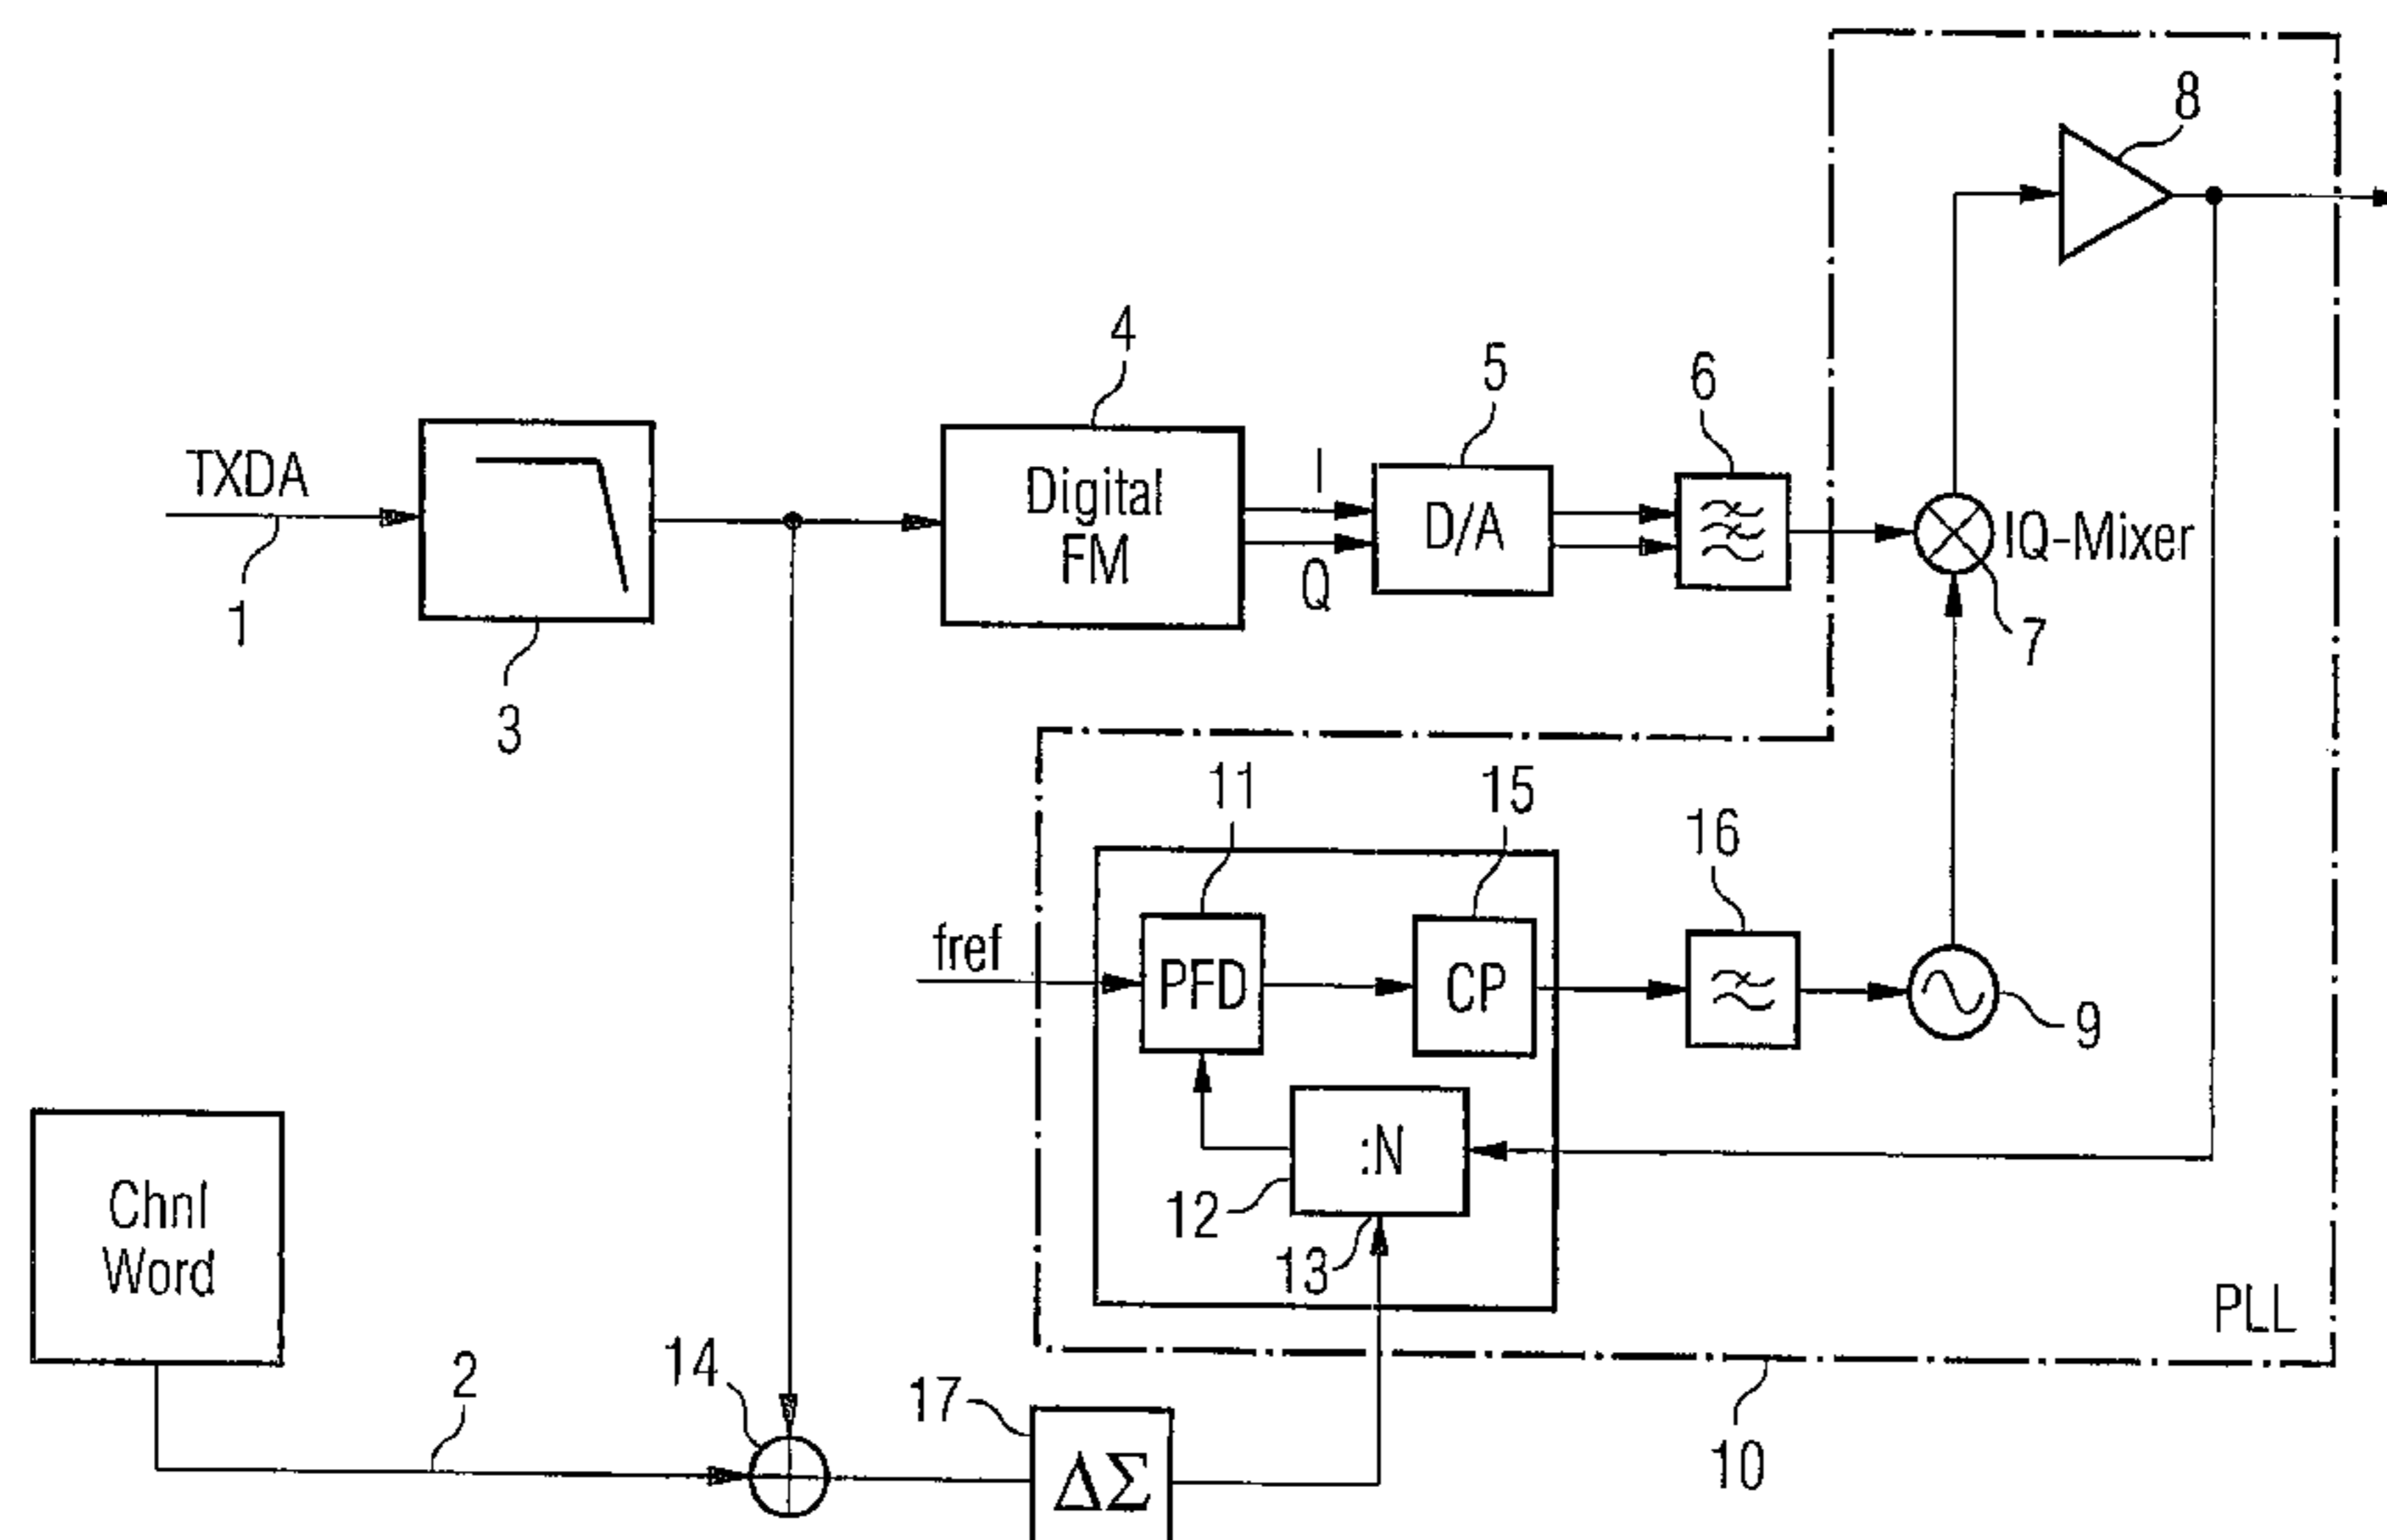 8
4
5
6
TXDA
Digital
FM
I
Q
D/A
IQ-Mixer
1
7
3
11
15
16
fref
PFD
CP
9
:N
12
13
Chnl
Word
PLL
14
2
17
ΔΣ
10